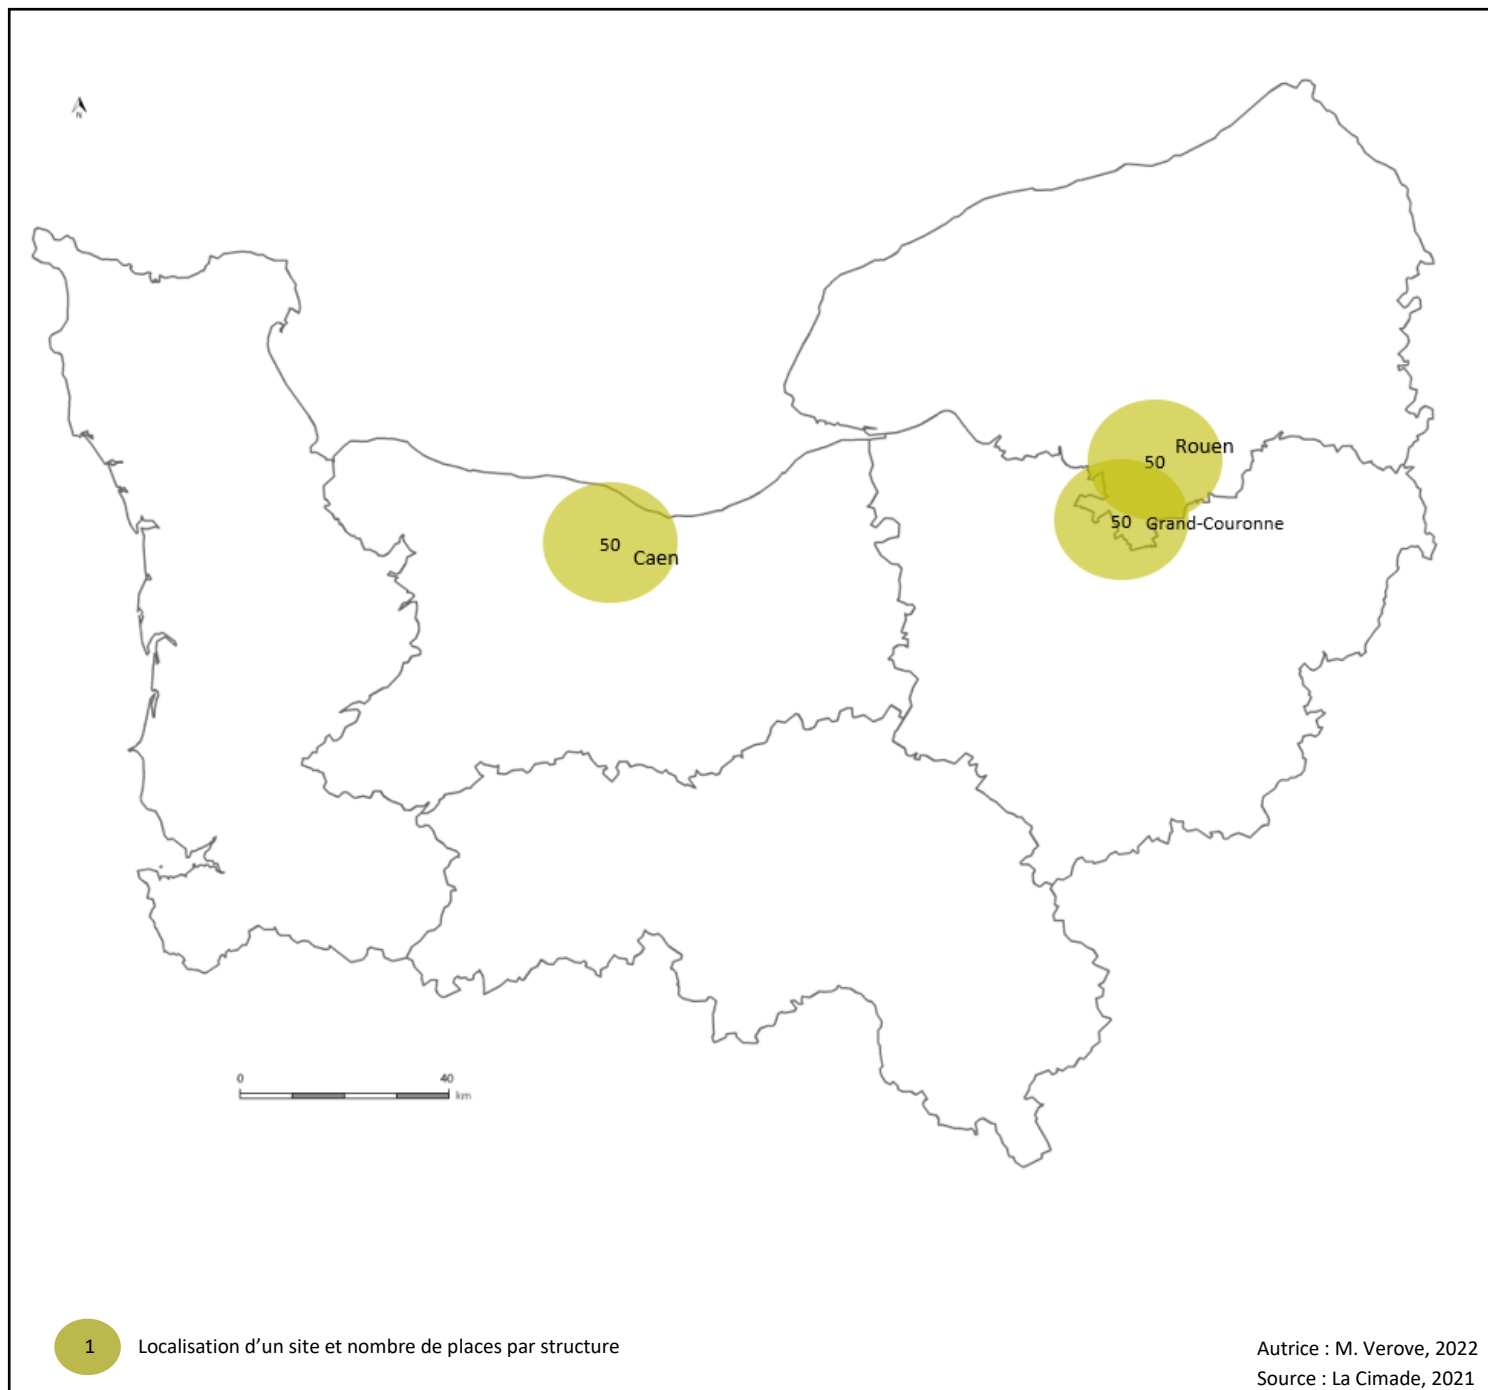 N
Rouen
50
50 Grand-Couronne
50
Caen
0 40
km
1 Localisation d’un site et nombre de places par structure
Autrice : M. Verove, 2022
Source : La Cimade, 2021